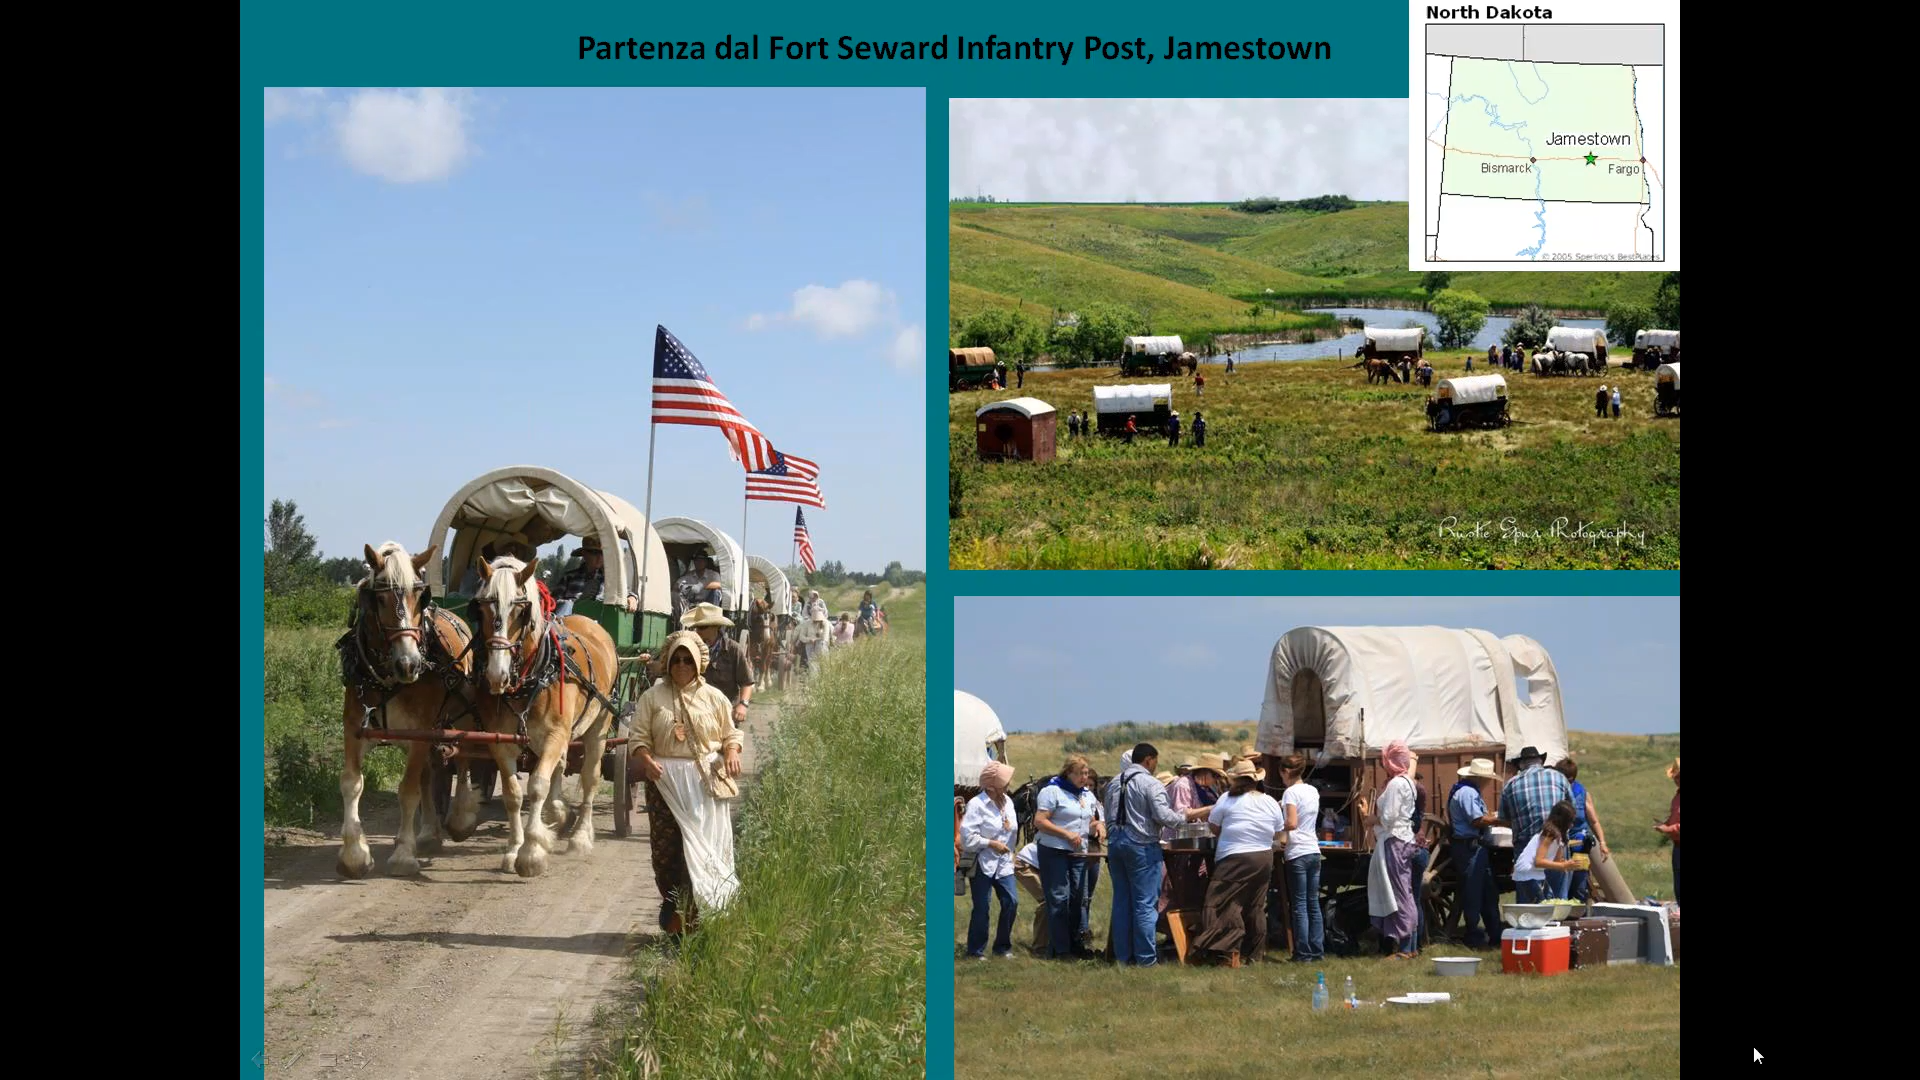 Partenza dal Fort Seward Infantry Post, Jamestown
North Dakota
Jamestown
Bismarck
Fargo
© 2005 Sperling's BestPlaces
Rustic Spur Photography